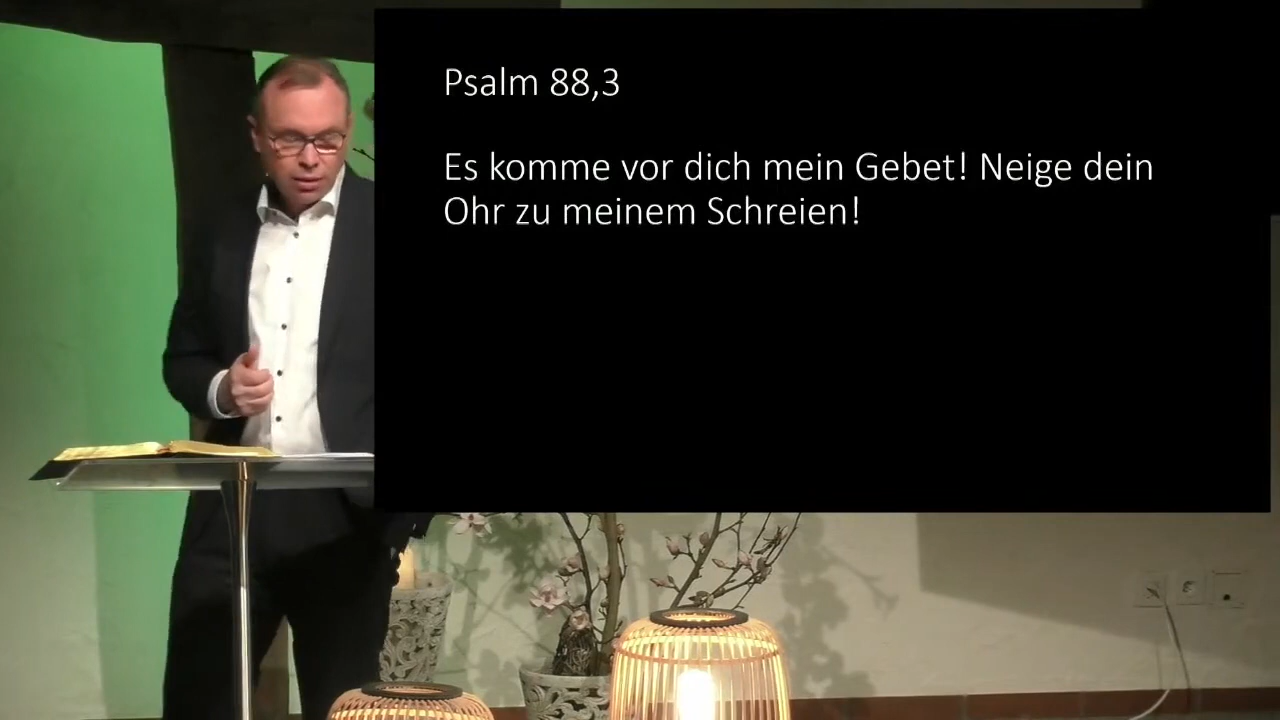 Psalm 88,3
Es komme vor dich mein Gebet! Neige dein
Ohr zu meinem Schreien!